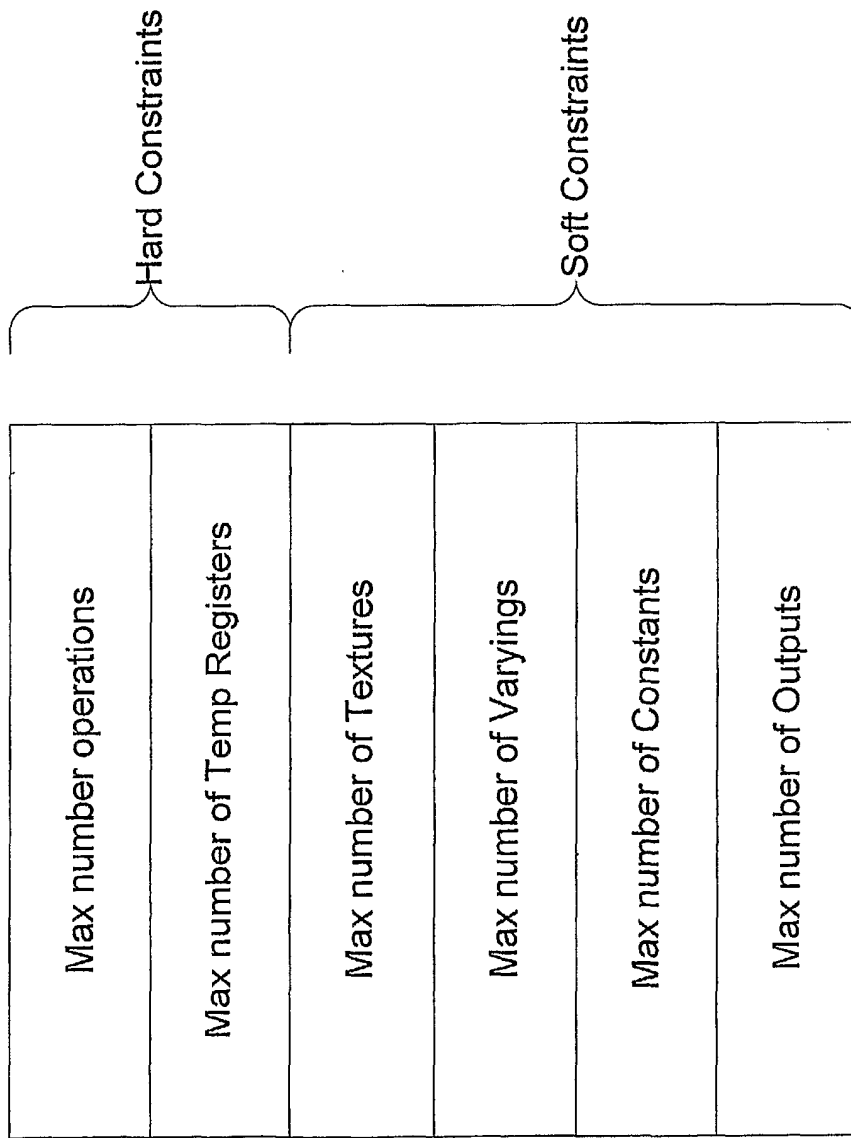 Max number operations
Max number of Temp Registers
Max number of Textures
Max number of Varyings
Max number of Constants
Max number of Outputs
Hard Constraints
Soft Constraints